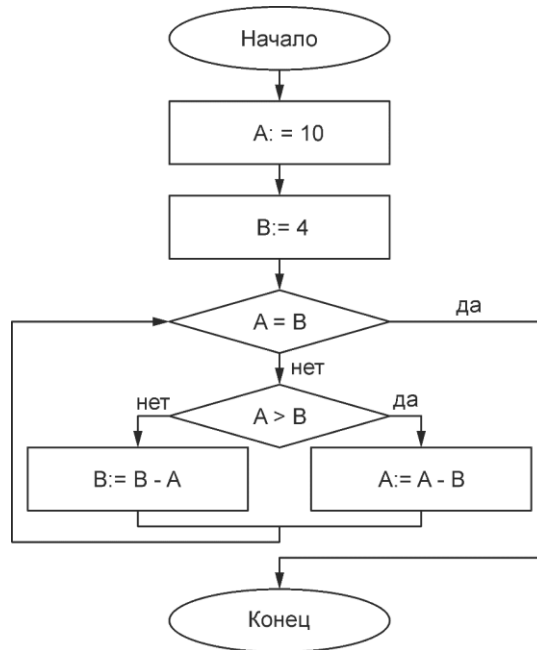 Начало
A: = 10
B:= 4
A = B
да
нет
A > B
нет
да
B:= B - A
A:= A - B
Конец